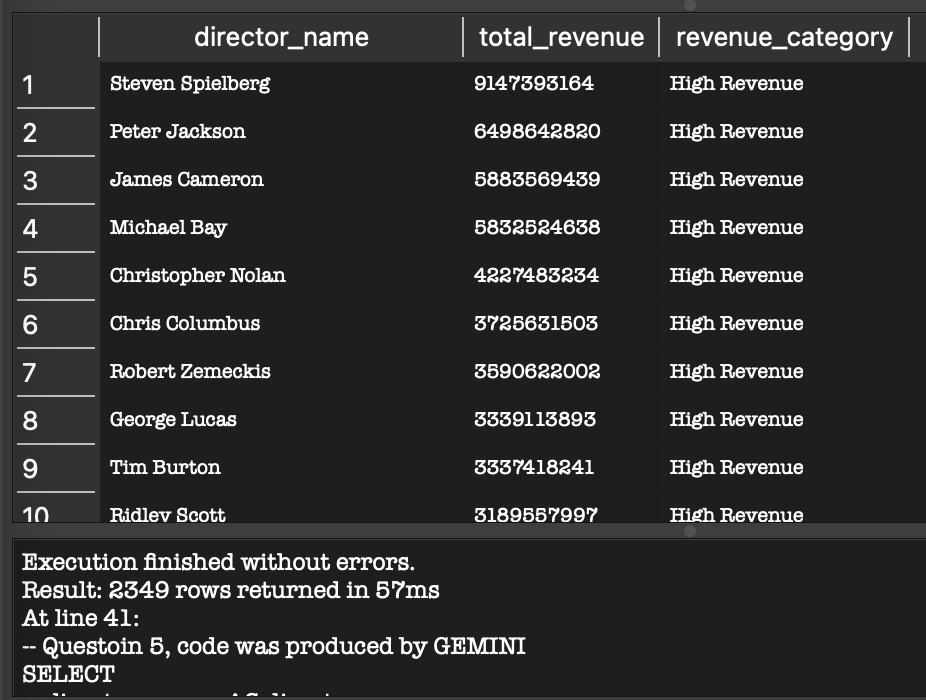 director_name total_revenue revenue_category
1 Steven Spielberg 9147393164 High Revenue
2 Peter Jackson 6498642820 High Revenue
3 James Cameron 5883569439 High Revenue
4 Michael Bay 5832524638 High Revenue
5 Christopher Nolan 4227483234 High Revenue
6 Chris Columbus 3725631503 High Revenue
7 Robert Zemeckis 3590622002 High Revenue
8 George Lucas 3339113893 High Revenue
9 Tim Burton 3337418241 High Revenue
10 Ridley Scott 3189557997 High Revenue
Execution finished without errors.
Result: 2349 rows returned in 57ms
At line 41:
-- Questoin 5, code was produced by GEMINI
SELECT